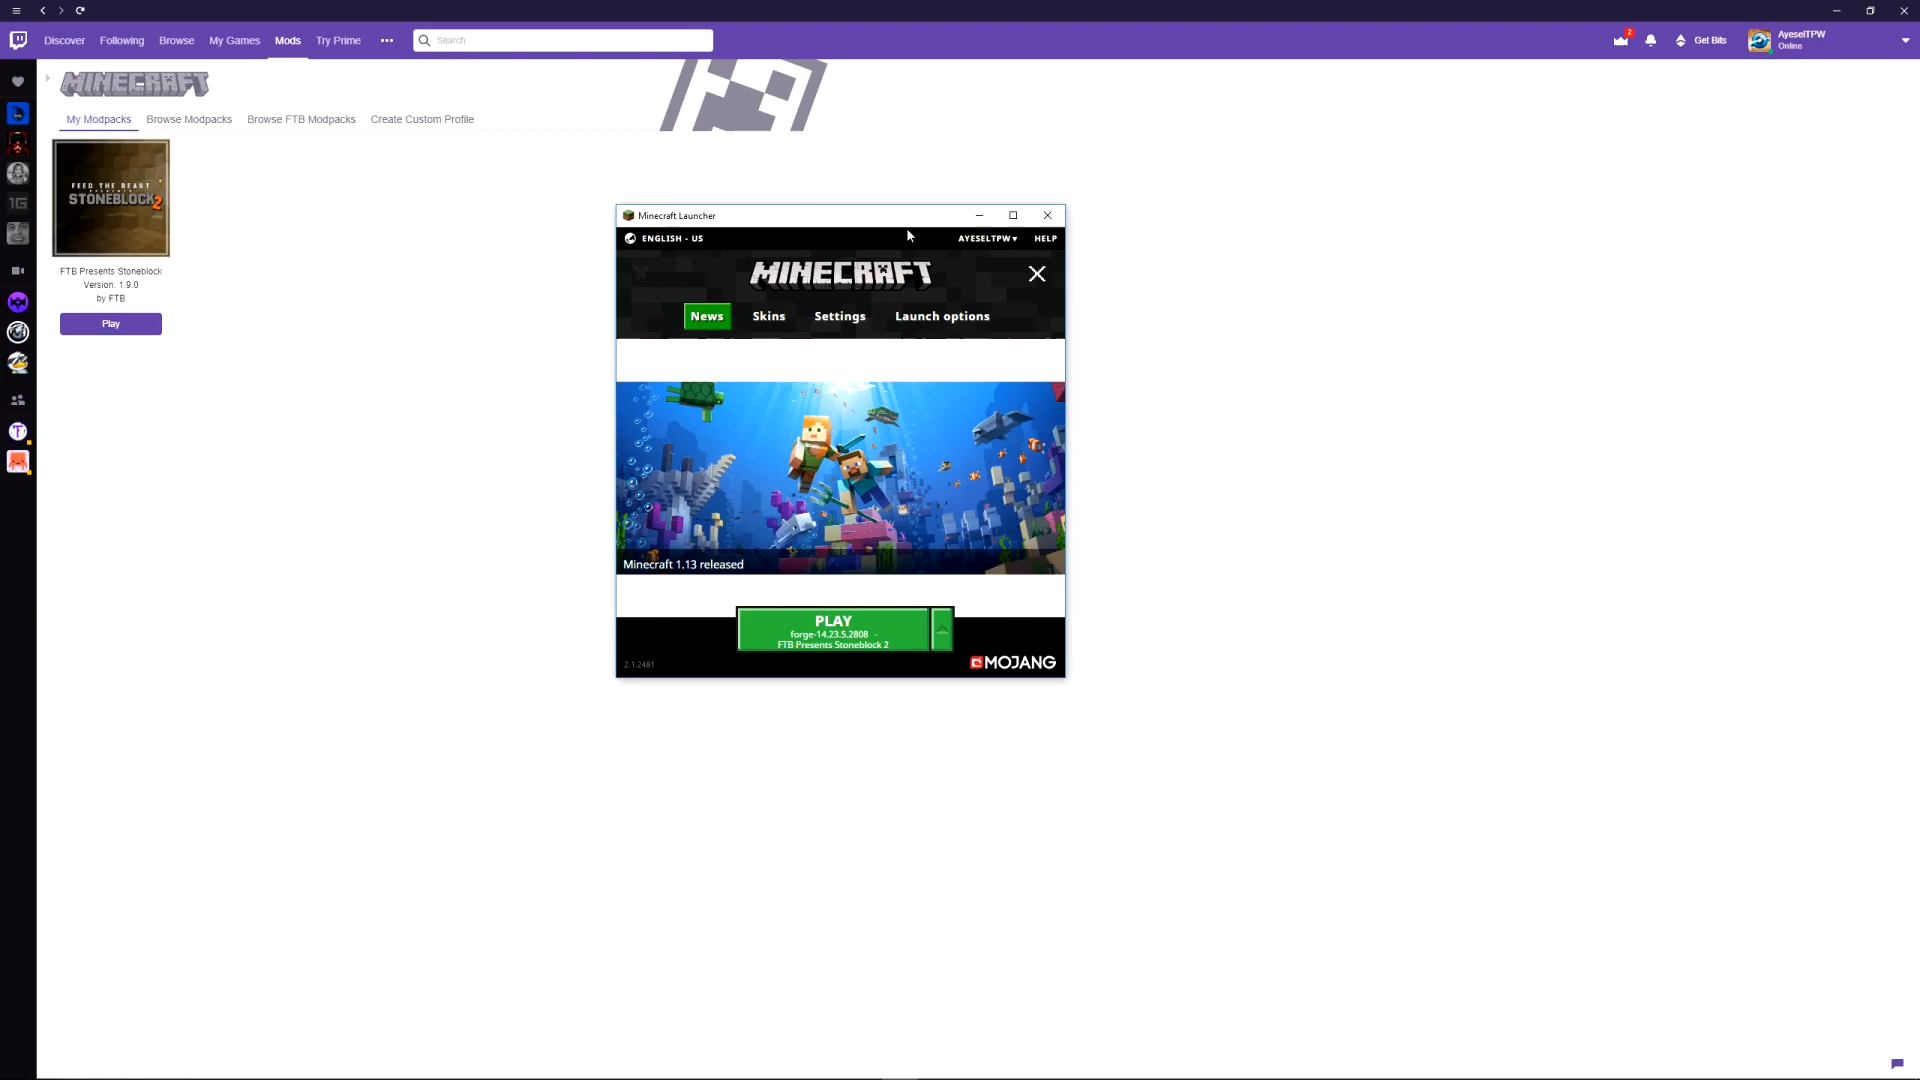 Discover Following Browse My Games Mods Try Prime ••• Search 2 Get Bits AyeselTPW
Online
MINECRAFT
My Modpacks Browse Modpacks Browse FTB Modpacks Create Custom Profile
FEED THE BEAST
PRESENTS
STONEBLOCK 2
FTB Presents Stoneblock
Version: 1.9.0
by FTB
Play
1G
T
Minecraft Launcher
ENGLISH - US AYESELTPW▾ HELP
MINECRAFT
News Skins Settings Launch options
Minecraft 1.13 released
PLAY
forge-14.23.5.2808 -
FTB Presents Stoneblock 2
2.1.2481 MOJANG